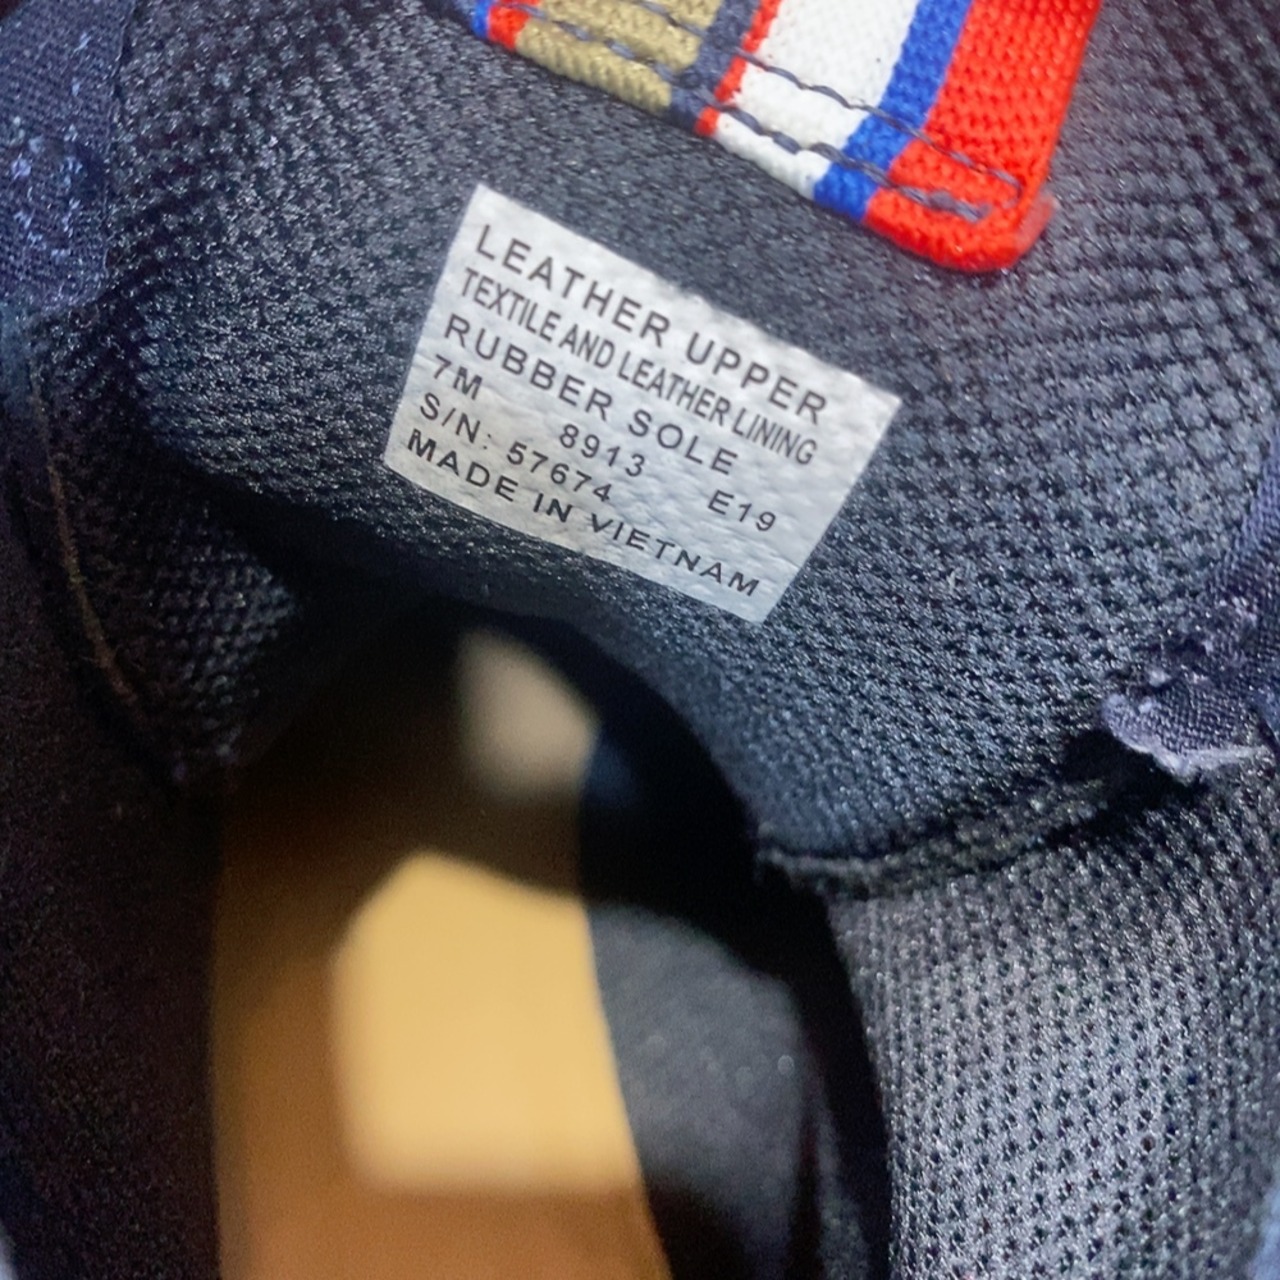 LEATHER UPPER
TEXTILE AND LEATHER LINING
RUBBER SOLE
7M 8913 E19
S/N: 57674
MADE IN VIETNAM